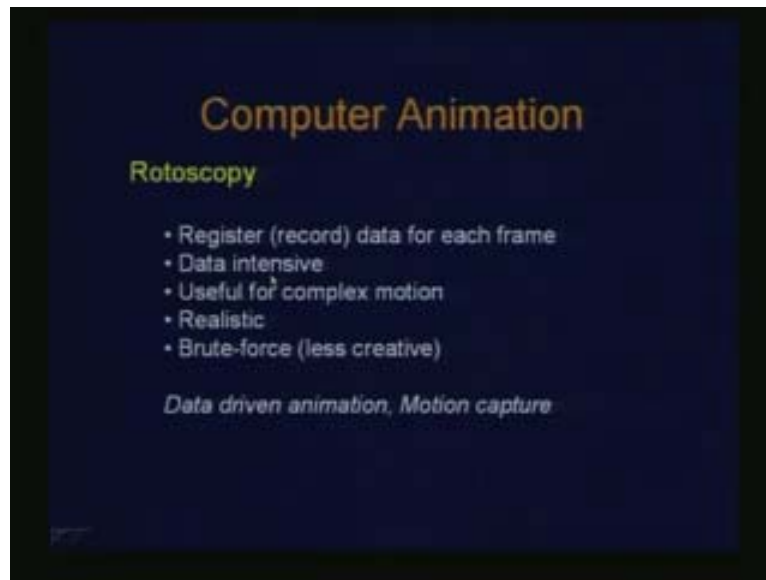 Computer Animation
Rotoscopy
• Register (record) data for each frame
• Data intensive
• Useful for complex motion
• Realistic
• Brute-force (less creative)
Data driven animation, Motion capture